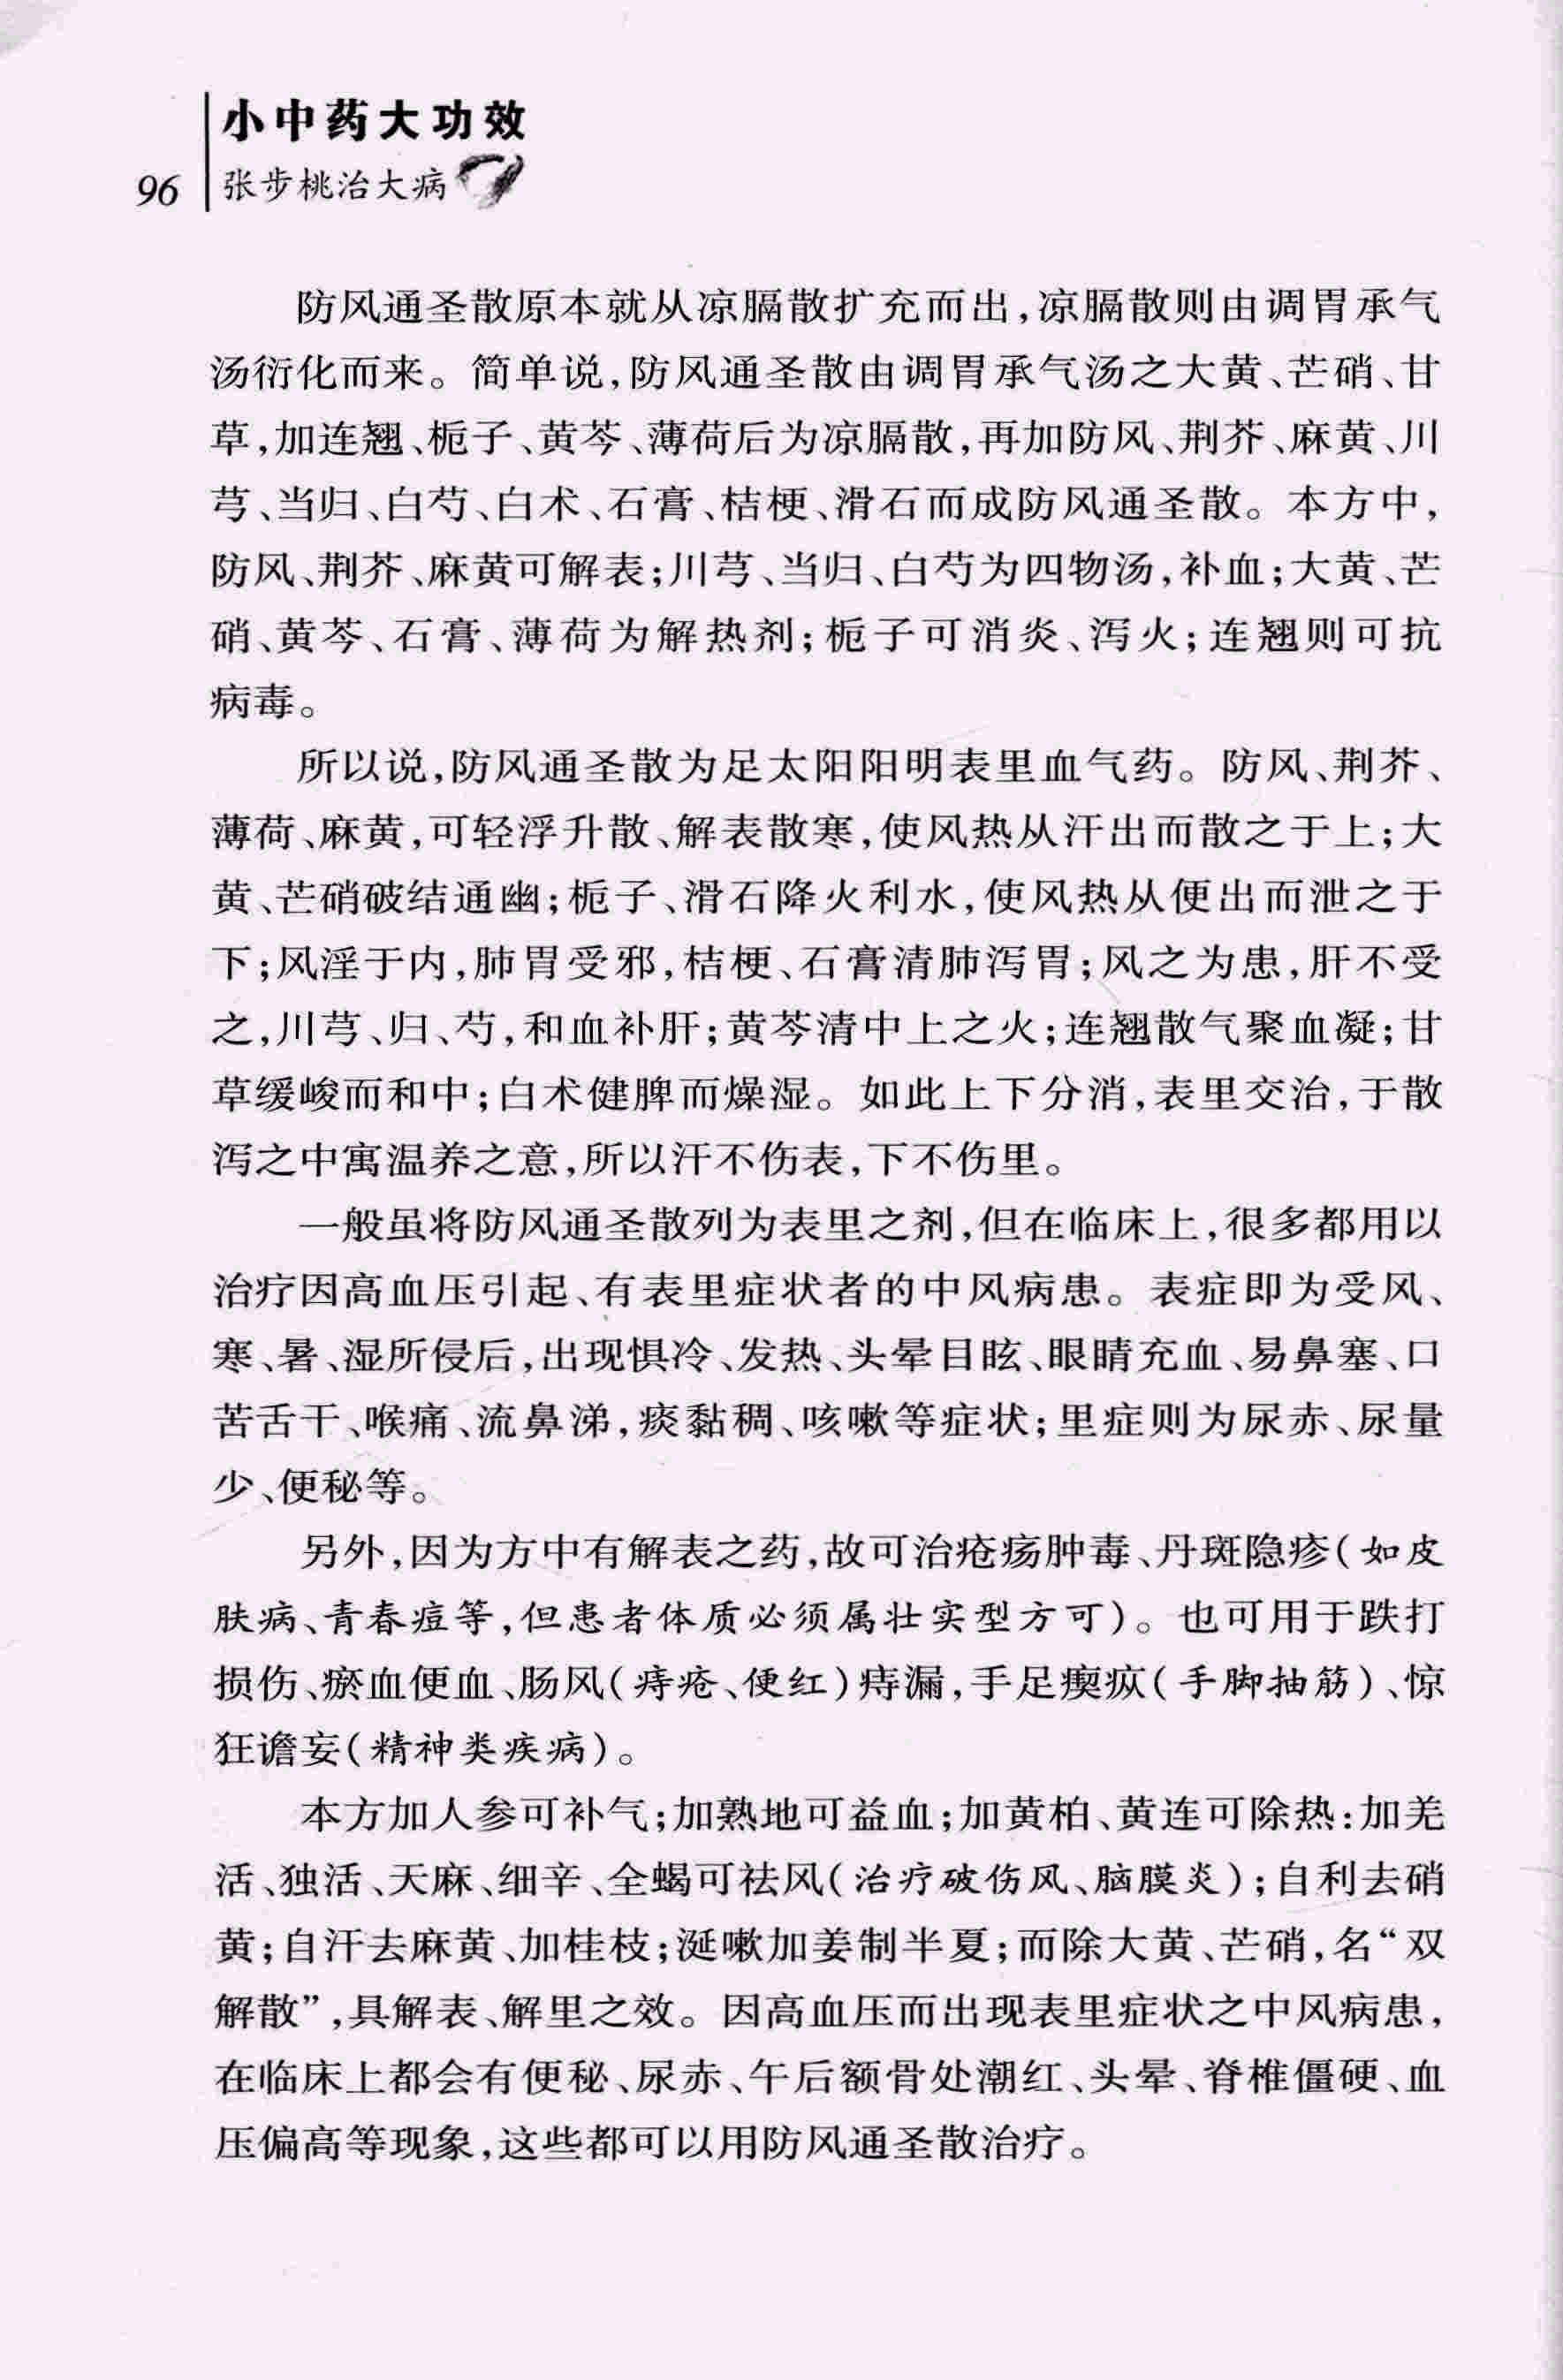 小中药大功效
96 张步桃治大病
防风通圣散原本就从凉膈散扩充而出,凉膈散则由调胃承气
汤衍化而来。简单说,防风通圣散由调胃承气汤之大黄、芒硝、甘
草,加连翘、栀子、黄芩、薄荷后为凉膈散,再加防风、荆芥、麻黄、川
芎、当归、白芍、白术、石膏、桔梗、滑石而成防风通圣散。本方中,
防风、荆芥、麻黄可解表;川芎、当归、白芍为四物汤,补血;大黄、芒
硝、黄芩、石膏、薄荷为解热剂;栀子可消炎、泻火;连翘则可抗
病毒。
所以说,防风通圣散为足太阳阳明表里血气药。防风、荆芥、
薄荷、麻黄,可轻浮升散、解表散寒,使风热从汗出而散之于上;大
黄、芒硝破结通幽;栀子、滑石降火利水,使风热从便出而泄之于
下;风淫于内,肺胃受邪,桔梗、石膏清肺泻胃;风之为患,肝不受
之,川芎、归、芍,和血补肝;黄芩清中上之火;连翘散气聚血凝;甘
草缓峻而和中;白术健脾而燥湿。如此上下分消,表里交治,于散
泻之中寓温养之意,所以汗不伤表,下不伤里。
一般虽将防风通圣散列为表里之剂,但在临床上,很多都用以
治疗因高血压引起、有表里症状者的中风病患。表症即为受风、
寒、暑、湿所侵后,出现惧冷、发热、头晕目眩、眼睛充血、易鼻塞、口
苦舌干、喉痛、流鼻涕,痰黏稠、咳嗽等症状;里症则为尿赤、尿量
少、便秘等。
另外,因为方中有解表之药,故可治疮疡肿毒、丹斑隐疹(如皮
肤病、青春痘等,但患者体质必须属壮实型方可)。也可用于跌打
损伤、瘀血便血、肠风(痔疮、便红)痔漏,手足瘈疭(手脚抽筋)、惊
狂谵妄(精神类疾病)。
本方加人参可补气;加熟地可益血;加黄柏、黄连可除热:加羌
活、独活、天麻、细辛、全蝎可祛风(治疗破伤风、脑膜炎);自利去硝
黄;自汗去麻黄、加桂枝;涎嗽加姜制半夏;而除大黄、芒硝,名“双
解散”,具解表、解里之效。因高血压而出现表里症状之中风病患,
在临床上都会有便秘、尿赤、午后额骨处潮红、头晕、脊椎僵硬、血
压偏高等现象,这些都可以用防风通圣散治疗。